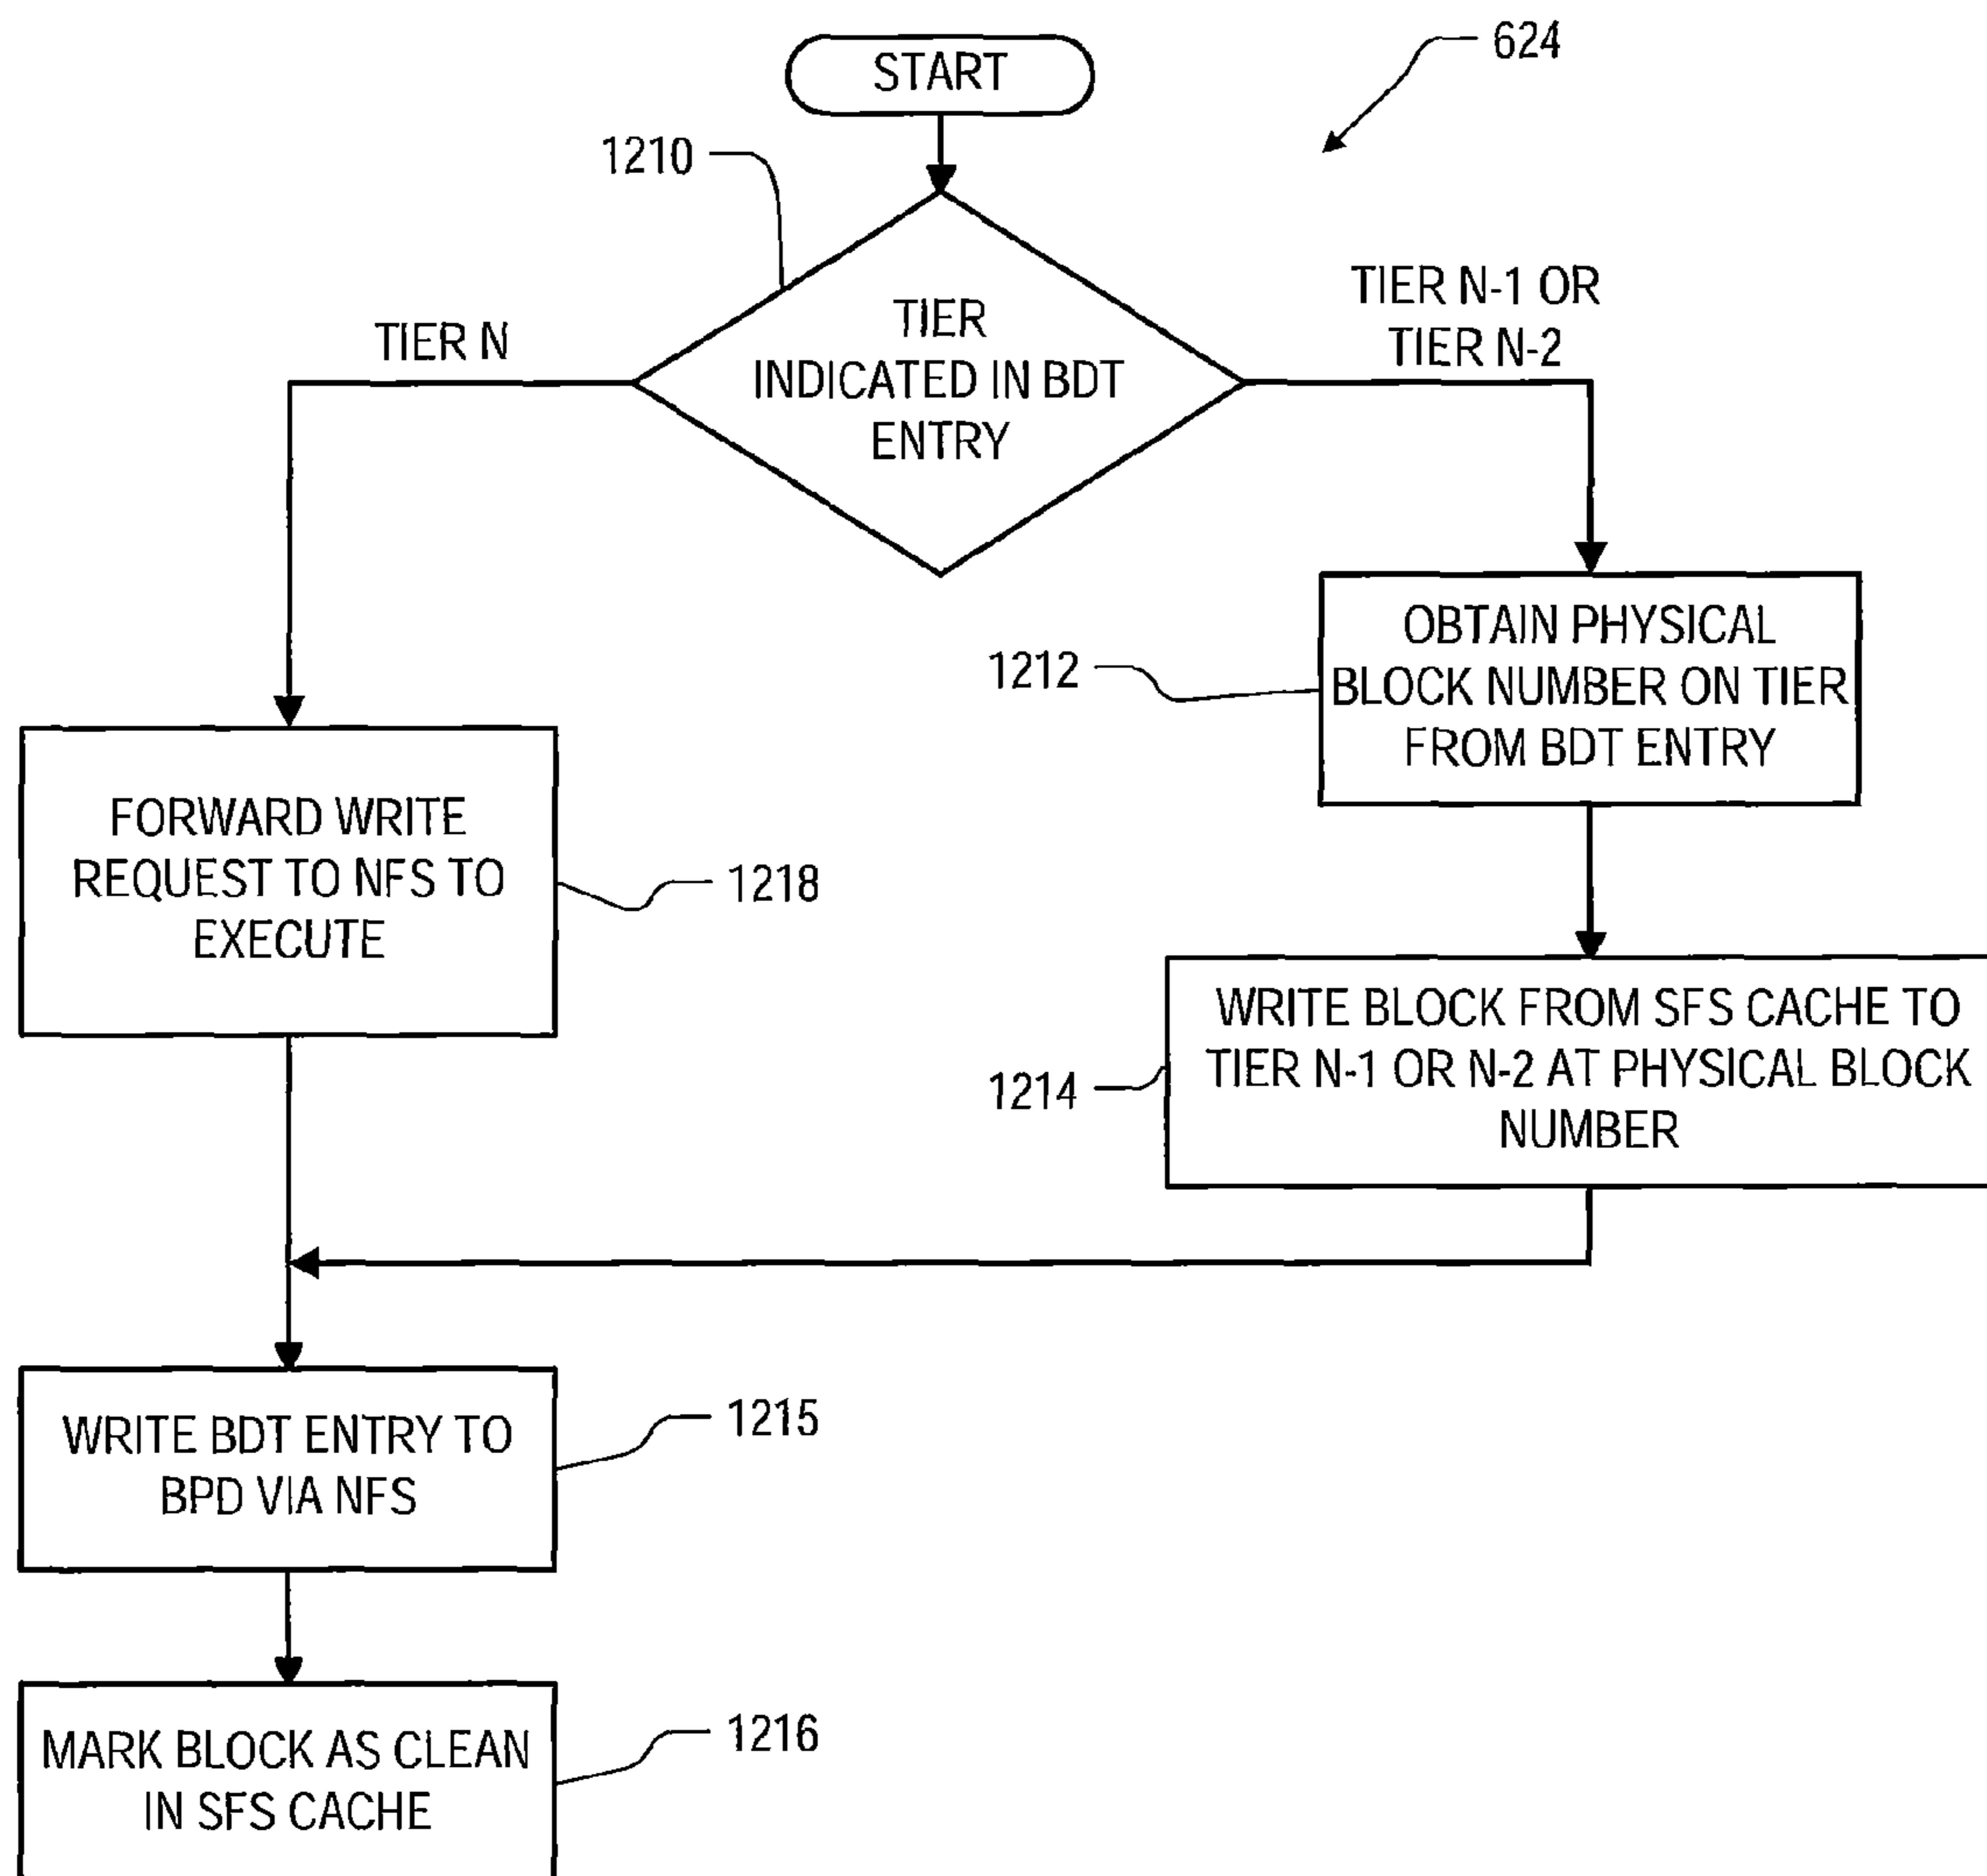 624
START
1210
TIER N-1 OR
TIER N-2
TIER N
TIER
INDICATED IN BDT
ENTRY
OBTAIN PHYSICAL
BLOCK NUMBER ON TIER
FROM BDT ENTRY
1212
FORWARD WRITE
REQUEST TO NFS TO
EXECUTE
1218
WRITE BLOCK FROM SFS CACHE TO
TIER N-1 OR N-2 AT PHYSICAL BLOCK
NUMBER
1214
WRITE BDT ENTRY TO
BPD VIA NFS
1215
MARK BLOCK AS CLEAN
IN SFS CACHE
1216